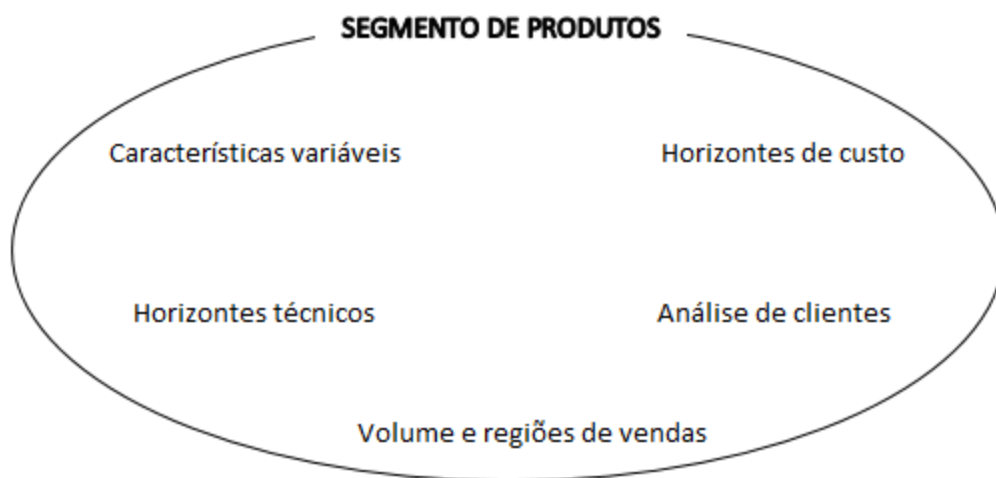 SEGMENTO DE PRODUTOS
Características variáveis
Horizontes de custo
Horizontes técnicos
Análise de clientes
Volume e regiões de vendas